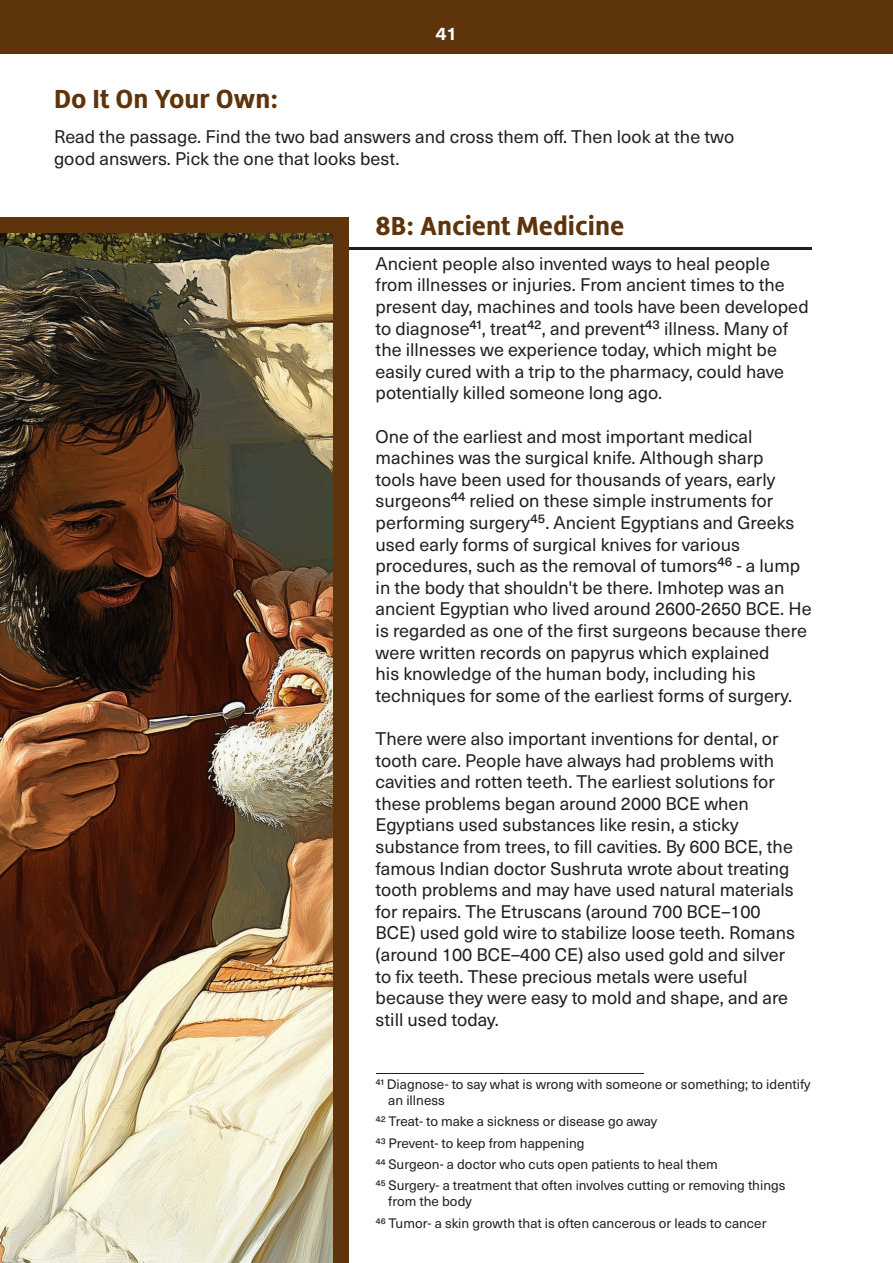 41
Do It On Your Own:
Read the passage. Find the two bad answers and cross them off. Then look at the two
good answers. Pick the one that looks best.
8B: Ancient Medicine
Ancient people also invented ways to heal people
from illnesses or injuries. From ancient times to the
present day, machines and tools have been developed
to diagnose⁴¹, treat⁴², and prevent⁴³ illness. Many of
the illnesses we experience today, which might be
easily cured with a trip to the pharmacy, could have
potentially killed someone long ago.
One of the earliest and most important medical
machines was the surgical knife. Although sharp
tools have been used for thousands of years, early
surgeons⁴⁴ relied on these simple instruments for
performing surgery⁴⁵. Ancient Egyptians and Greeks
used early forms of surgical knives for various
procedures, such as the removal of tumors⁴⁶ - a lump
in the body that shouldn't be there. Imhotep was an
ancient Egyptian who lived around 2600-2650 BCE. He
is regarded as one of the first surgeons because there
were written records on papyrus which explained
his knowledge of the human body, including his
techniques for some of the earliest forms of surgery.
There were also important inventions for dental, or
tooth care. People have always had problems with
cavities and rotten teeth. The earliest solutions for
these problems began around 2000 BCE when
Egyptians used substances like resin, a sticky
substance from trees, to fill cavities. By 600 BCE, the
famous Indian doctor Sushruta wrote about treating
tooth problems and may have used natural materials
for repairs. The Etruscans (around 700 BCE–100
BCE) used gold wire to stabilize loose teeth. Romans
(around 100 BCE–400 CE) also used gold and silver
to fix teeth. These precious metals were useful
because they were easy to mold and shape, and are
still used today.
⁴¹ Diagnose- to say what is wrong with someone or something; to identify
an illness
⁴² Treat- to make a sickness or disease go away
⁴³ Prevent- to keep from happening
⁴⁴ Surgeon- a doctor who cuts open patients to heal them
⁴⁵ Surgery- a treatment that often involves cutting or removing things
from the body
⁴⁶ Tumor- a skin growth that is often cancerous or leads to cancer